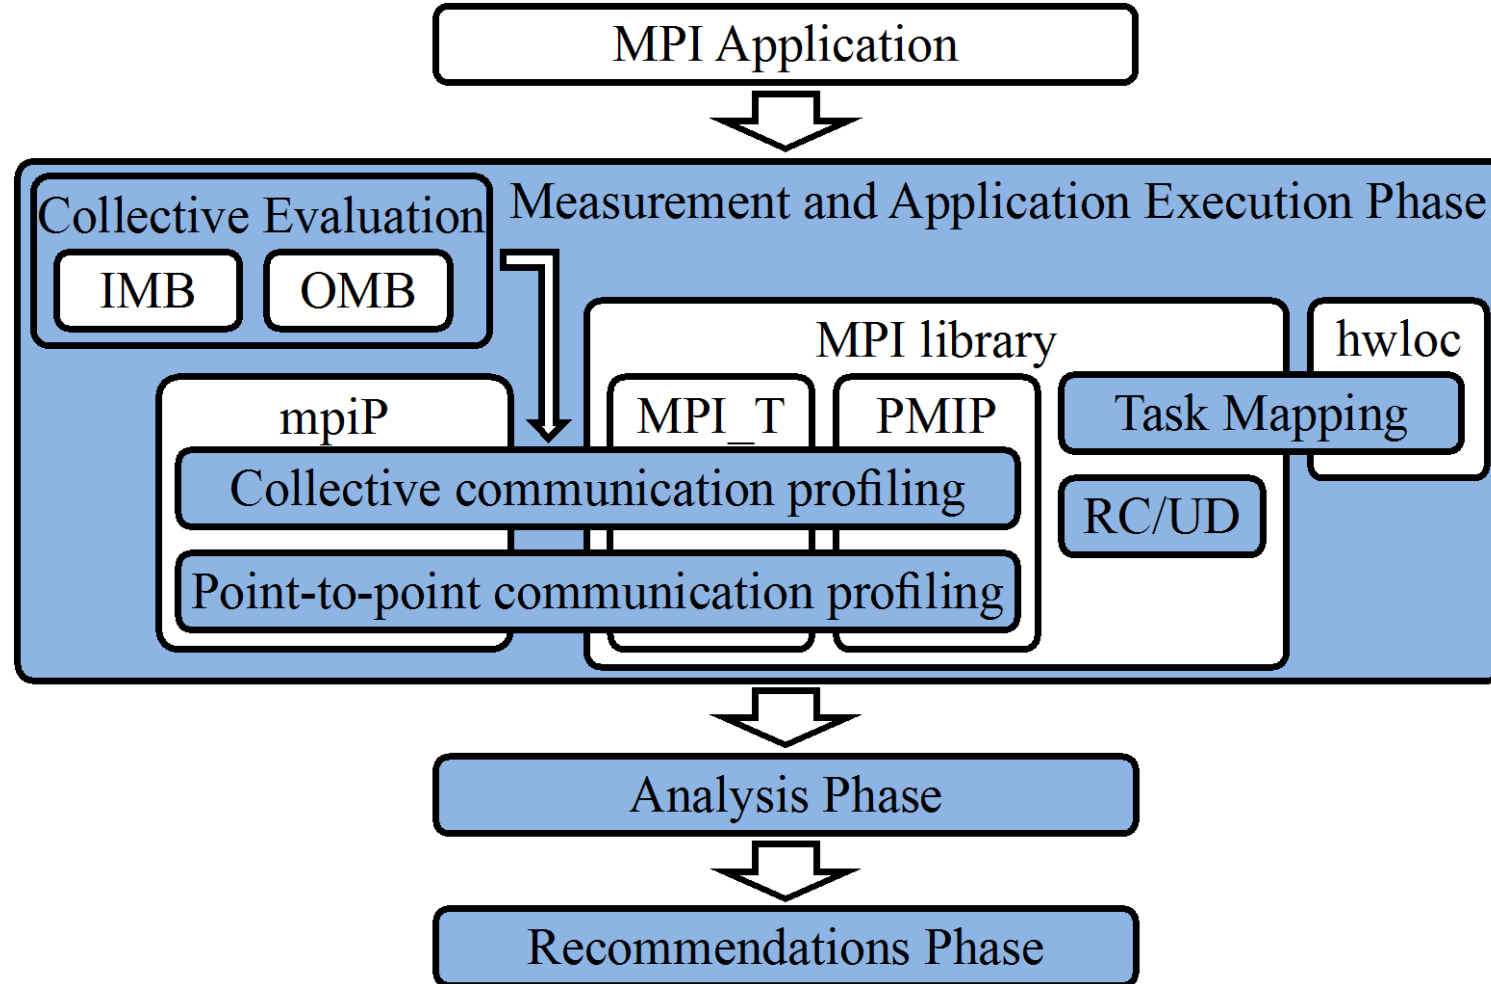 MPI Application
Measurement and Application Execution Phase
Collective Evaluation
IMB
OMB
MPI library
hwloc
mpiP
MPI_T
PMIP
Task Mapping
Collective communication profiling
RC/UD
Point-to-point communication profiling
Analysis Phase
Recommendations Phase